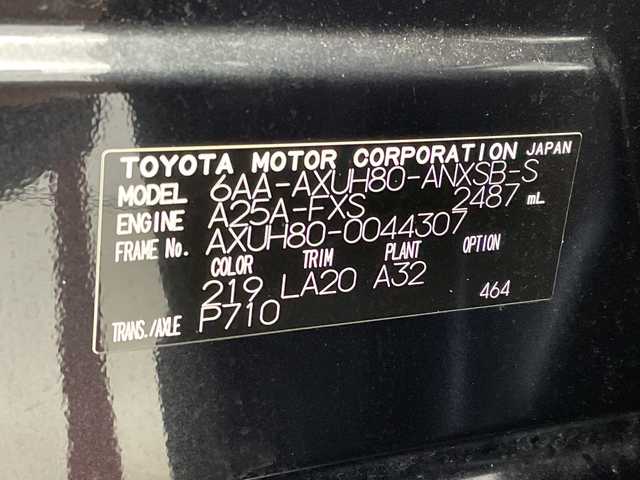 TOYOTA MOTOR CORPORATION JAPAN
MODEL 6AA-AXUH80-ANXSB-S
ENGINE A25A-FXS 2487 mL
FRAME No. AXUH80-0044307
COLOR TRIM PLANT OPTION
219 LA20 A32 464
TRANS./AXLE P710